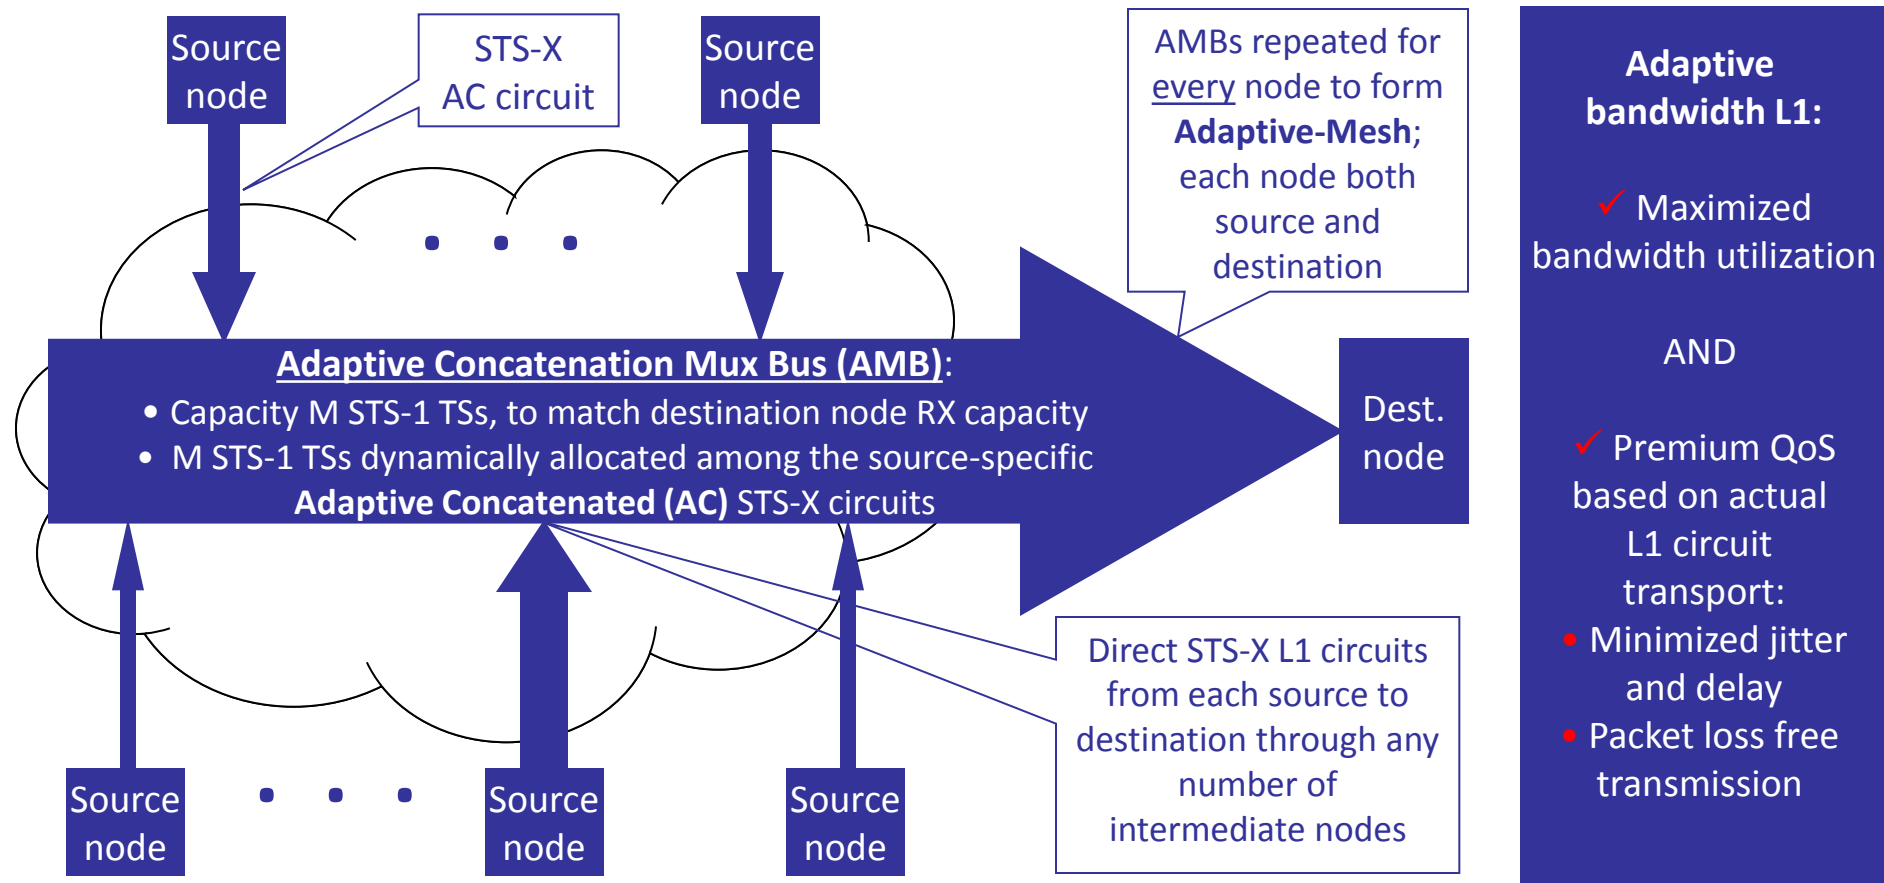 Source
node
STS-X
AC circuit
Source
node
AMBs repeated for
every node to form
Adaptive-Mesh;
each node both
source and
destination
Adaptive Concatenation Mux Bus (AMB):
• Capacity M STS-1 TSs, to match destination node RX capacity
• M STS-1 TSs dynamically allocated among the source-specific
Adaptive Concatenated (AC) STS-X circuits
Dest.
node
Source
node
Source
node
Source
node
Direct STS-X L1 circuits
from each source to
destination through any
number of
intermediate nodes
Adaptive
bandwidth L1:
✓ Maximized
bandwidth utilization
AND
✓ Premium QoS
based on actual
L1 circuit
transport:
• Minimized jitter
and delay
• Packet loss free
transmission